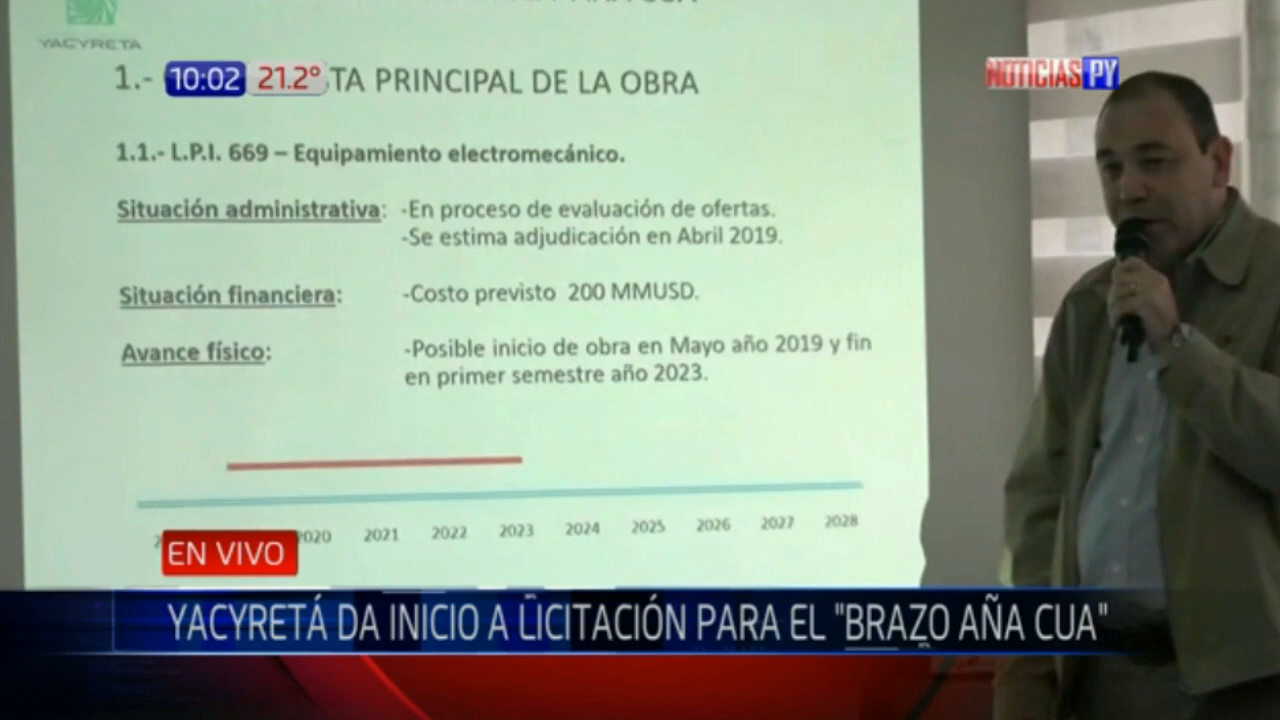 YACYRETA
1.- TA PRINCIPAL DE LA OBRA
10:02 21.2°
NOTICIAS PY
1.1.- L.P.I. 669 – Equipamiento electromecánico.
Situación administrativa: -En proceso de evaluación de ofertas.
-Se estima adjudicación en Abril 2019.
Situación financiera: -Costo previsto 200 MMUSD.
Avance físico: -Posible inicio de obra en Mayo año 2019 y fin
en primer semestre año 2023.
2021 2022 2023 2024 2025 2026 2027 2028
EN VIVO
YACYRETÁ DA INICIO A LICITACIÓN PARA EL "BRAZO AÑA CUA"